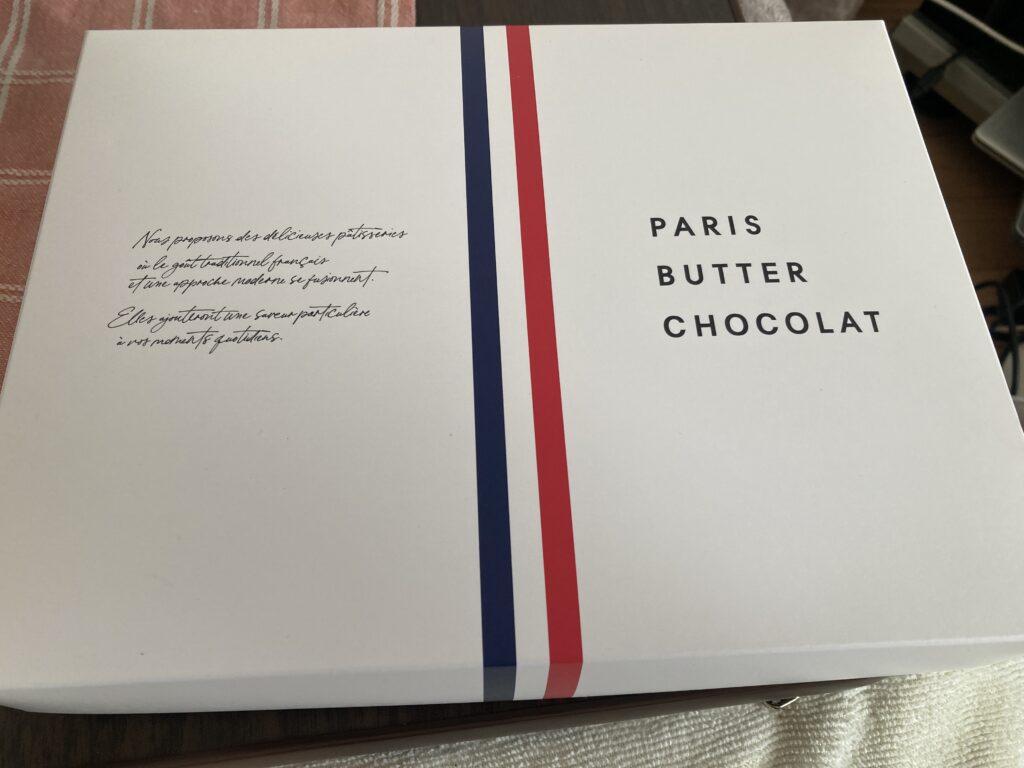 Nous proposons des délicieuses pâtisseries
où le goût traditionnel français
et une approche moderne se fusionnent.
Elles ajouteront une saveur particulière
à vos moments quotidiens.
PARIS
BUTTER
CHOCOLAT